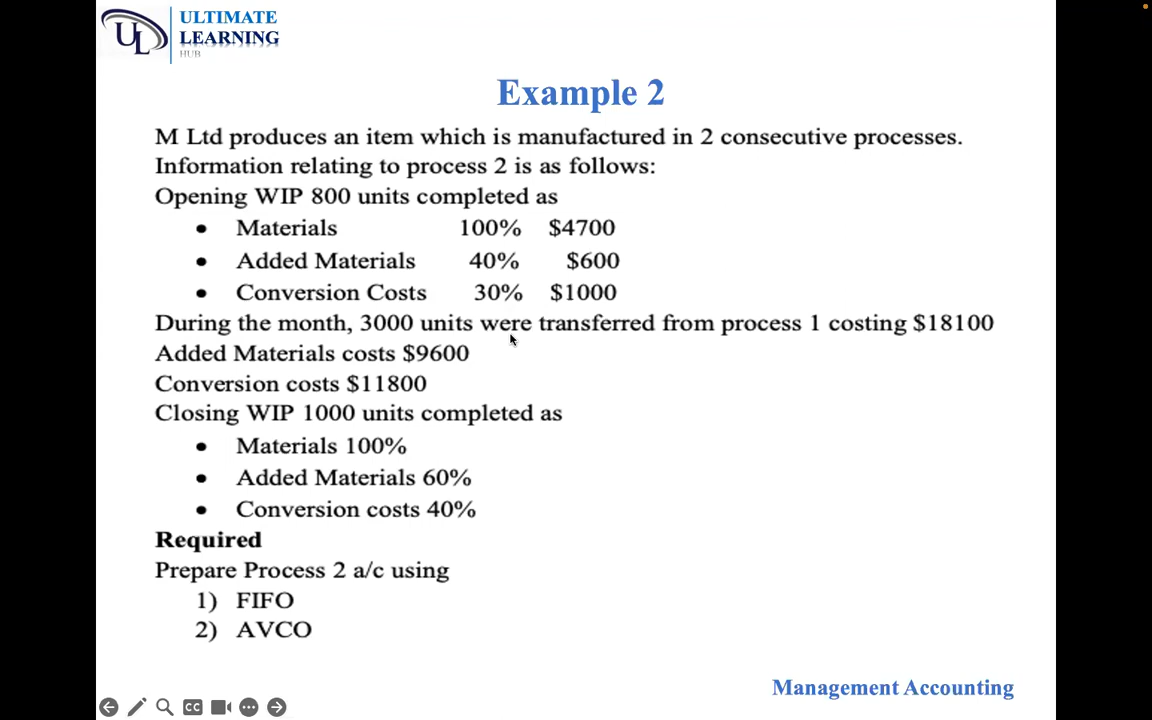 UL
ULTIMATE
LEARNING
HUB
Example 2
M Ltd produces an item which is manufactured in 2 consecutive processes.
Information relating to process 2 is as follows:
Opening WIP 800 units completed as
• Materials 100% $4700
• Added Materials 40% $600
• Conversion Costs 30% $1000
During the month, 3000 units were transferred from process 1 costing $18100
Added Materials costs $9600
Conversion costs $11800
Closing WIP 1000 units completed as
• Materials 100%
• Added Materials 60%
• Conversion costs 40%
Required
Prepare Process 2 a/c using
1) FIFO
2) AVCO
Management Accounting
CC